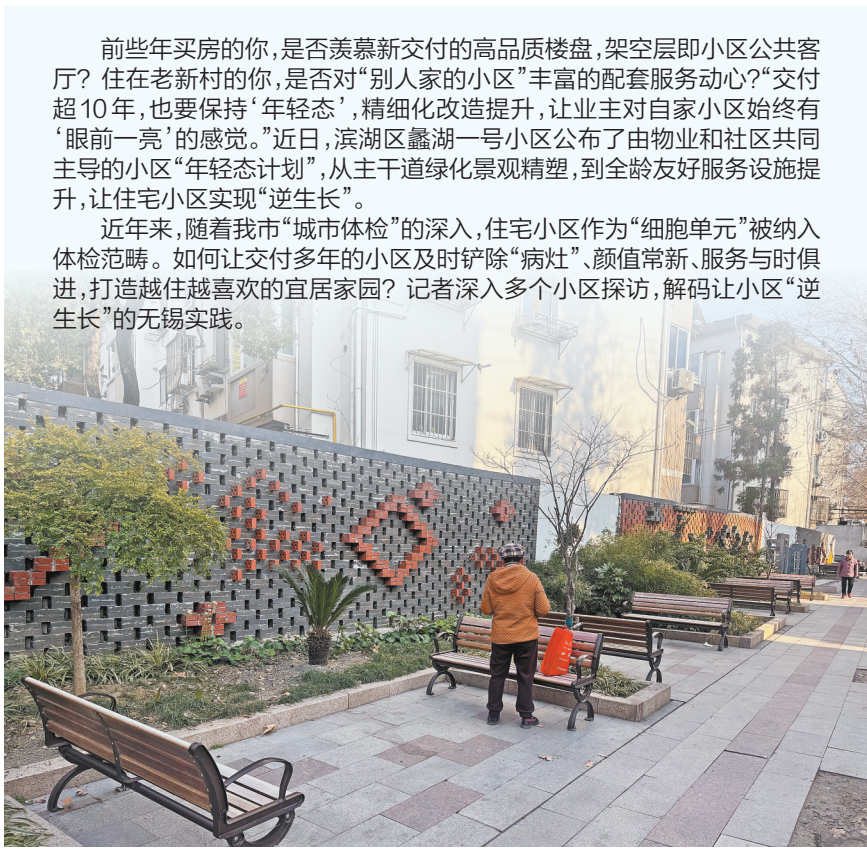 前些年买房的你,是否羡慕新交付的高品质楼盘,架空层即小区公共客
厅?住在老新村的你,是否对“别人家的小区”丰富的配套服务动心?“交付
超10年,也要保持‘年轻态’,精细化改造提升,让业主对自家小区始终有
‘眼前一亮’的感觉。”近日,滨湖区蠡湖一号小区公布了由物业和社区共同
主导的小区“年轻态计划”,从主干道绿化景观精塑,到全龄友好服务设施提
升,让住宅小区实现“逆生长”。
近年来,随着我市“城市体检”的深入,住宅小区作为“细胞单元”被纳入
体检范畴。如何让交付多年的小区及时铲除“病灶”、颜值常新、服务与时俱
进,打造越住越喜欢的宜居家园?记者深入多个小区探访,解码让小区“逆
生长”的无锡实践。